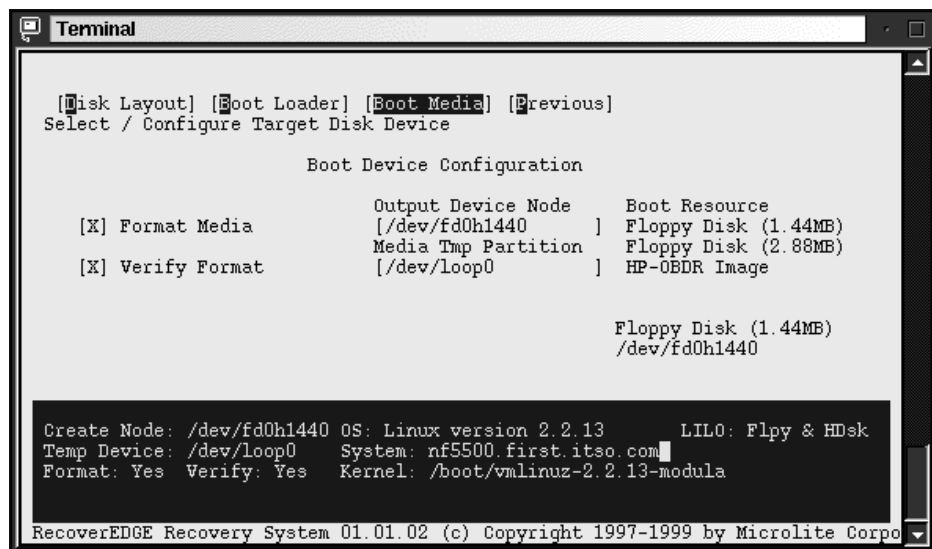 Terminal
[Disk Layout] [Boot Loader] [Boot Media] [Previous]
Select / Configure Target Disk Device
Boot Device Configuration
Output Device Node Boot Resource
[X] Format Media [/dev/fd0h1440 ] Floppy Disk (1.44MB)
Media Tmp Partition Floppy Disk (2.88MB)
[X] Verify Format [/dev/loop0 ] HP-OBDR Image
Floppy Disk (1.44MB)
/dev/fd0h1440
Create Node: /dev/fd0h1440 OS: Linux version 2.2.13 LILO: Flpy & HDsk
Temp Device: /dev/loop0 System: nf5500.first.itso.com
Format: Yes Verify: Yes Kernel: /boot/vmlinuz-2.2.13-modula
RecoverEDGE Recovery System 01.01.02 (c) Copyright 1997-1999 by Microlite Corpo